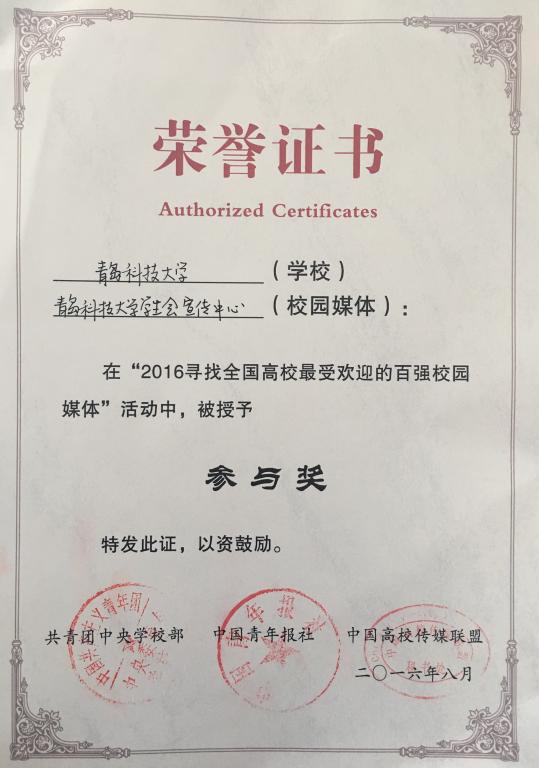 荣誉证书
Authorized Certificates
青岛科技大学（学校）
青岛科技大学学生会宣传中心（校园媒体）：
在“2016寻找全国高校最受欢迎的百强校园
媒体”活动中，被授予
参与奖
特发此证，以资鼓励。
共青团中央学校部 中国青年报社 中国高校传媒联盟
二〇一六年八月